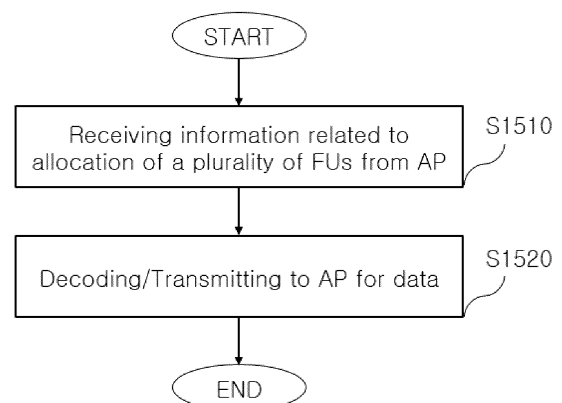 START
Receiving information related to
allocation of a plurality of FUs from AP
S1510
Decoding/Transmitting to AP for data
S1520
END